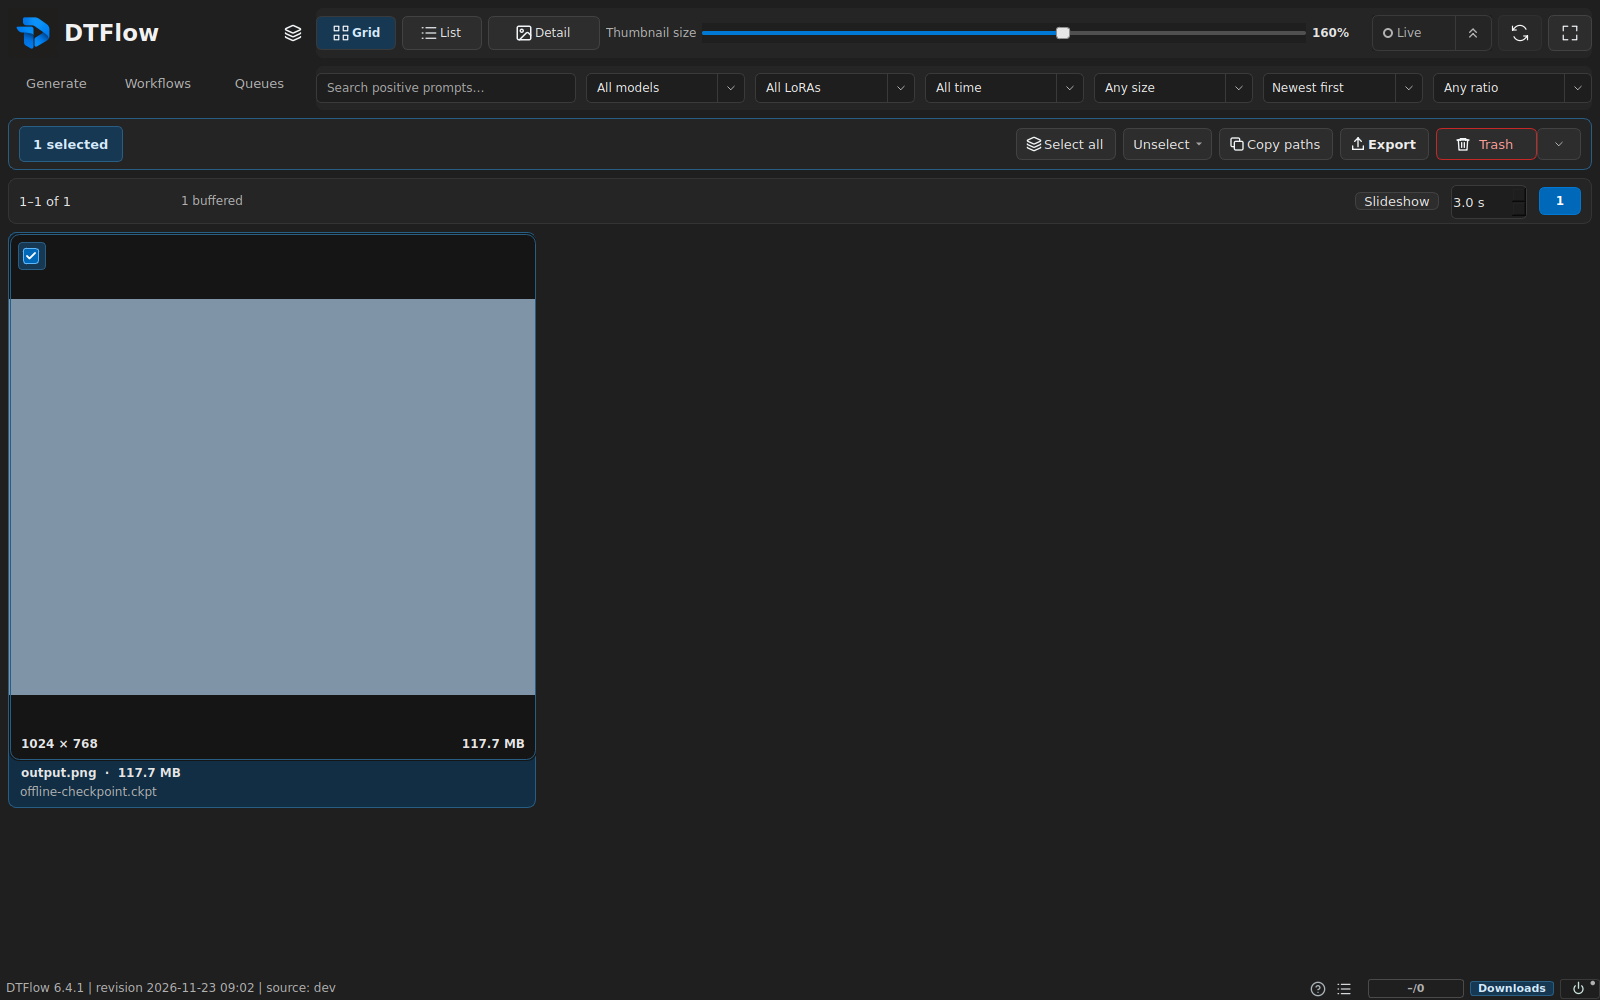 DTFlow
Grid
List
Detail
Thumbnail size
160%
Live
Generate
Workflows
Queues
Search positive prompts...
All models
All LoRAs
All time
Any size
Newest first
Any ratio
1 selected
Select all
Unselect
Copy paths
Export
Trash
1–1 of 1
1 buffered
Slideshow
3.0 s
1
1024 × 768
117.7 MB
output.png · 117.7 MB
offline-checkpoint.ckpt
DTFlow 6.4.1 | revision 2026-11-23 09:02 | source: dev
–/0
Downloads